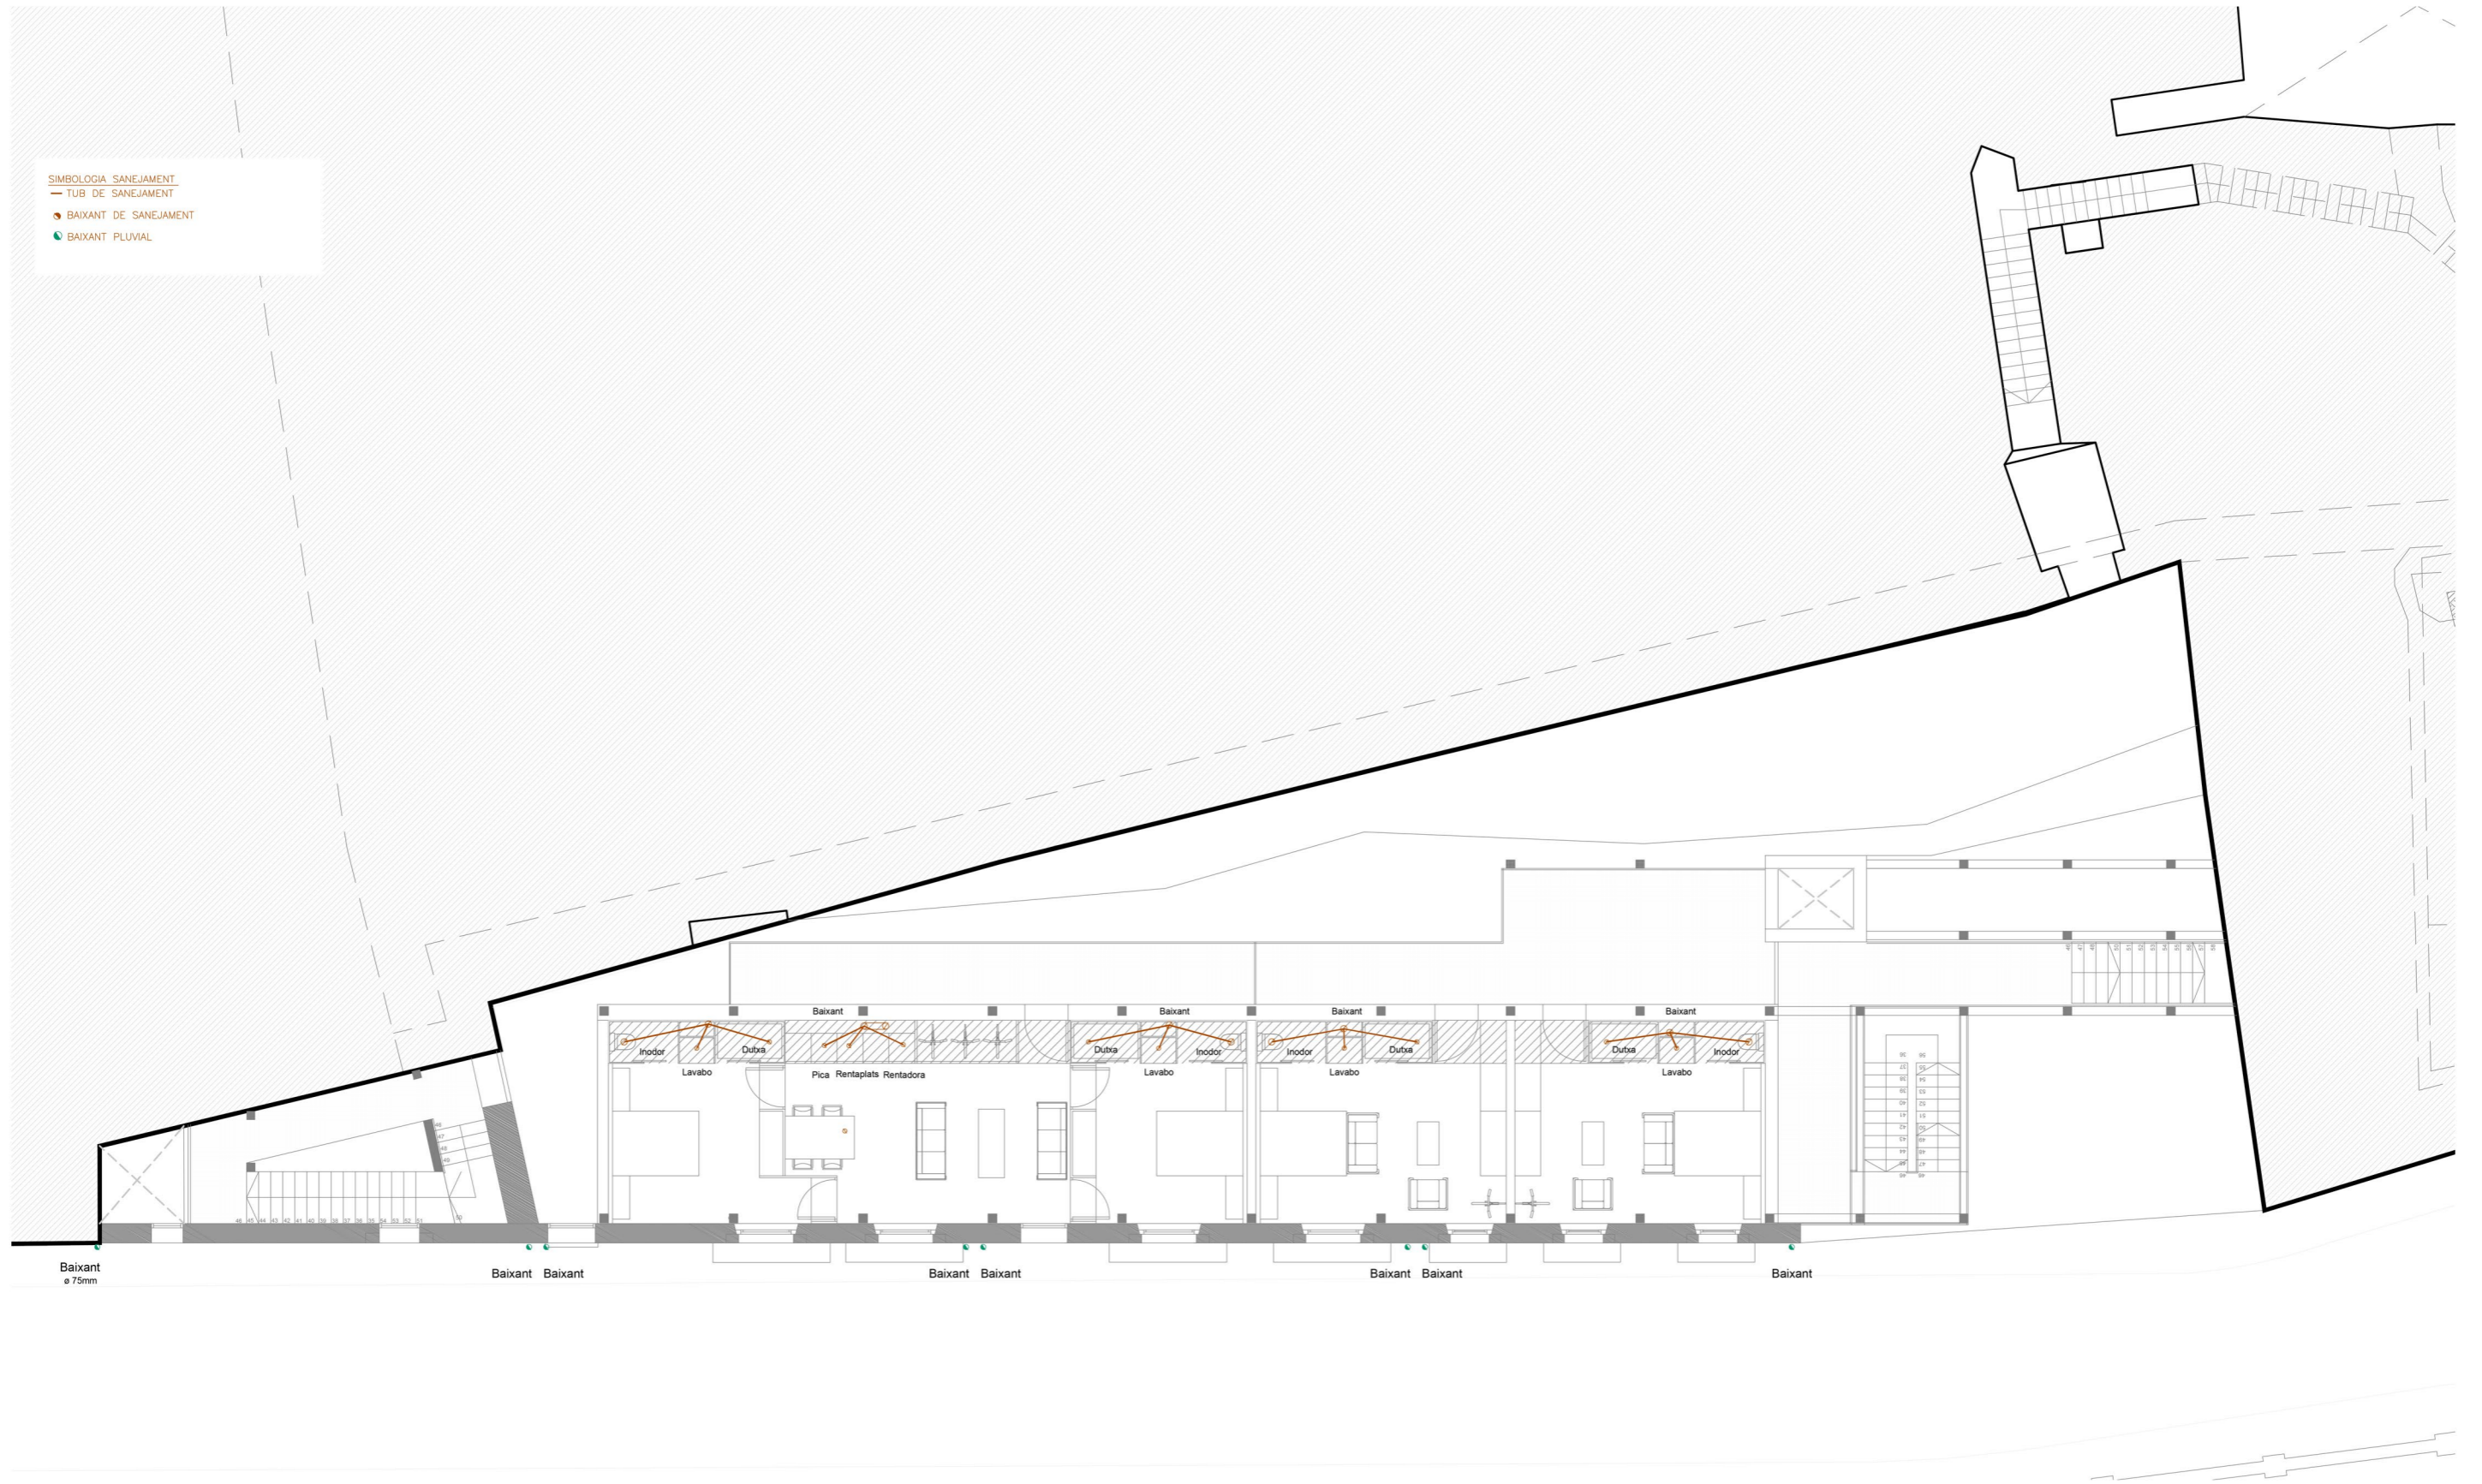 SIMBOLOGIA SANEJAMENT
TUB DE SANEJAMENT
BAIXANT DE SANEJAMENT
BAIXANT PLUVIAL
Baixant
Baixant
Baixant
Baixant
Inodor
Dutxa
Dutxa
Inodor
Inodor
Dutxa
Dutxa
Inodor
Lavabo
Pica
Rentaplats
Rentadora
Lavabo
Lavabo
Lavabo
Baixant
ø 75mm
Baixant
Baixant
Baixant
Baixant
Baixant
Baixant
Baixant